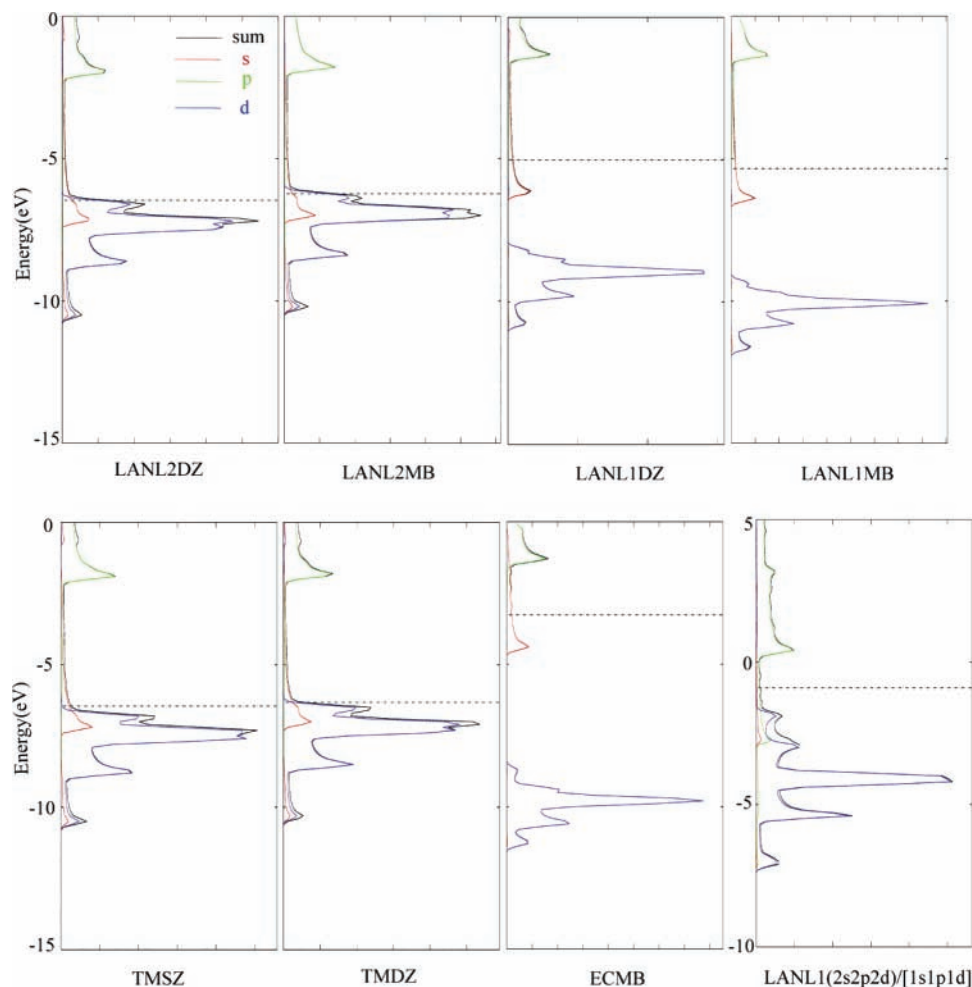 0
sum
s
p
d
-5
-10
-15
Energy(eV)
LANL2DZ
LANL2MB
LANL1DZ
LANL1MB
0
5
-5
0
-10
-5
-15
-10
Energy(eV)
TMSZ
TMDZ
ECMB
LANL1(2s2p2d)/[1s1p1d]